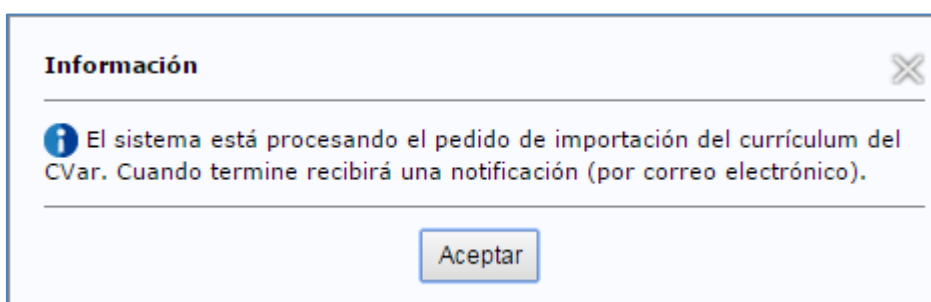 Información
El sistema está procesando el pedido de importación del currículum del
CVar. Cuando termine recibirá una notificación (por correo electrónico).
Aceptar